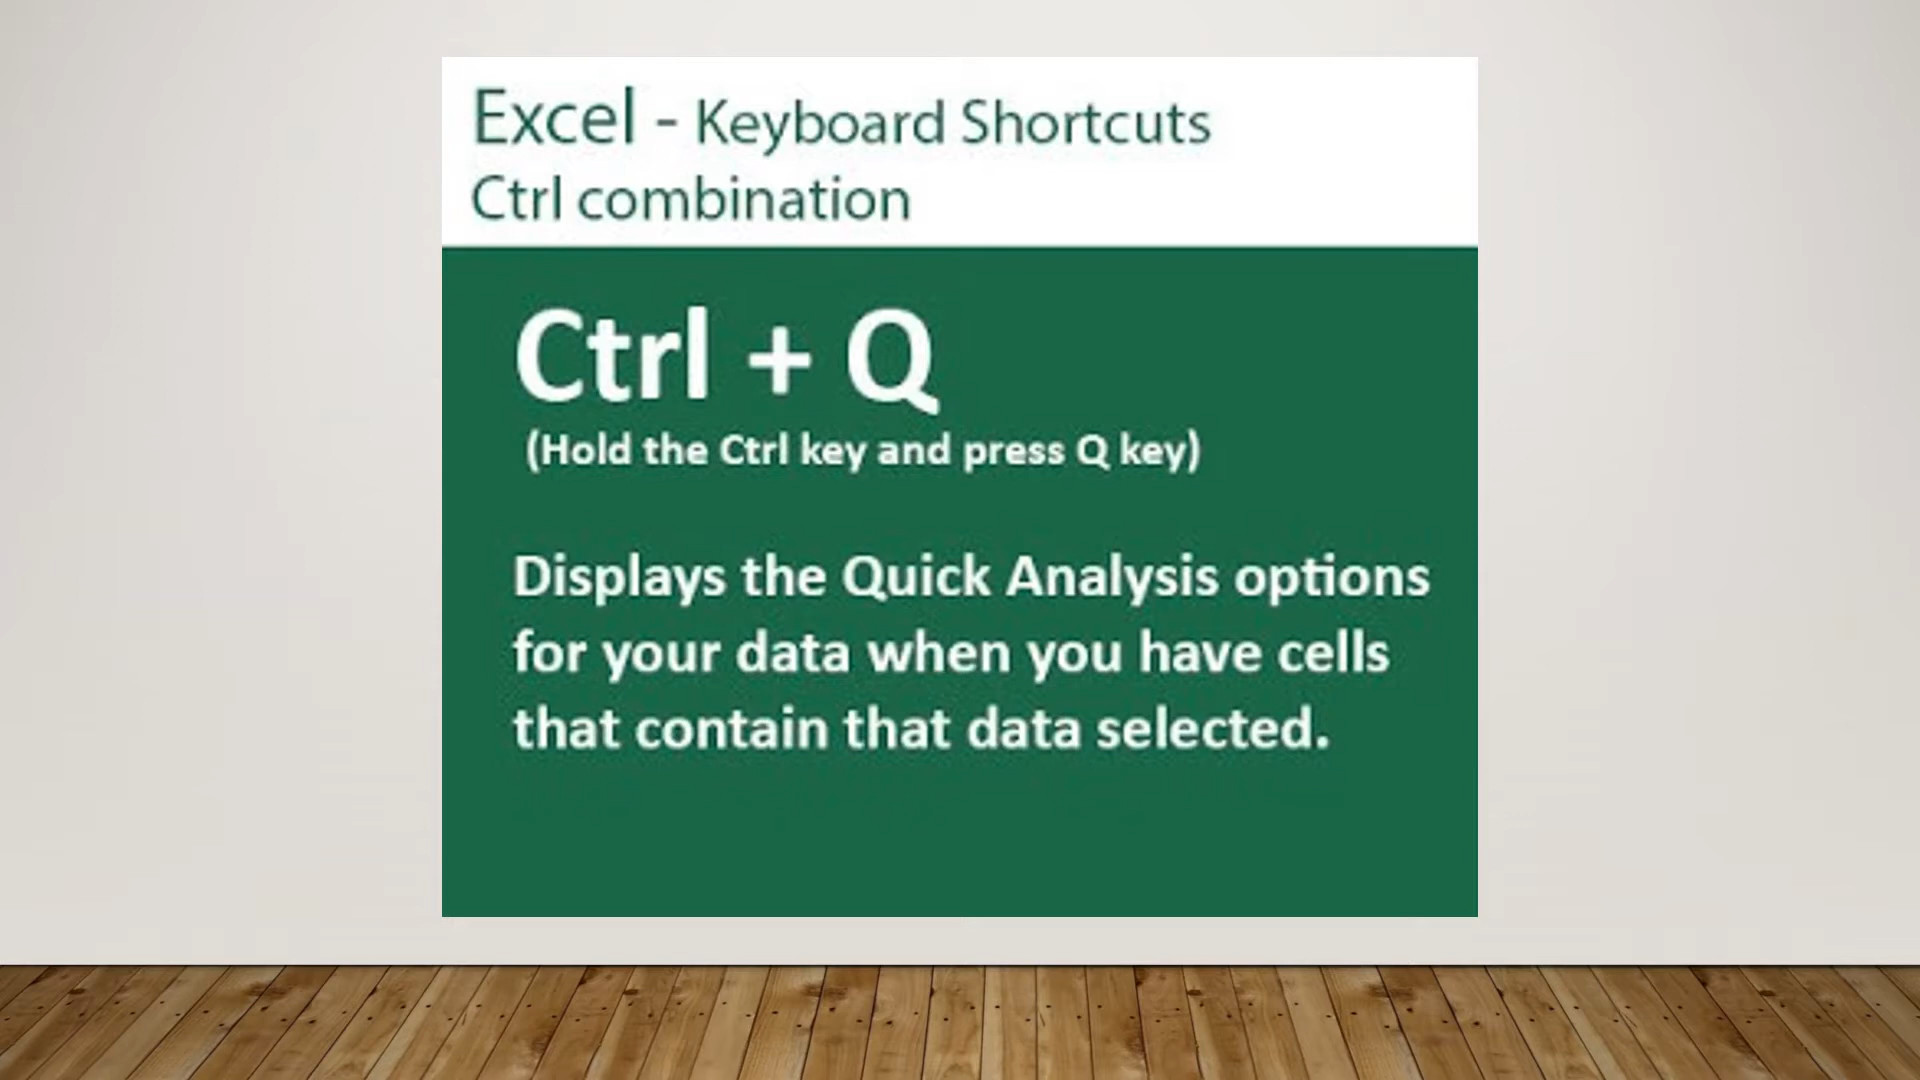 Excel - Keyboard Shortcuts
Ctrl combination
Ctrl + Q
(Hold the Ctrl key and press Q key)
Displays the Quick Analysis options
for your data when you have cells
that contain that data selected.